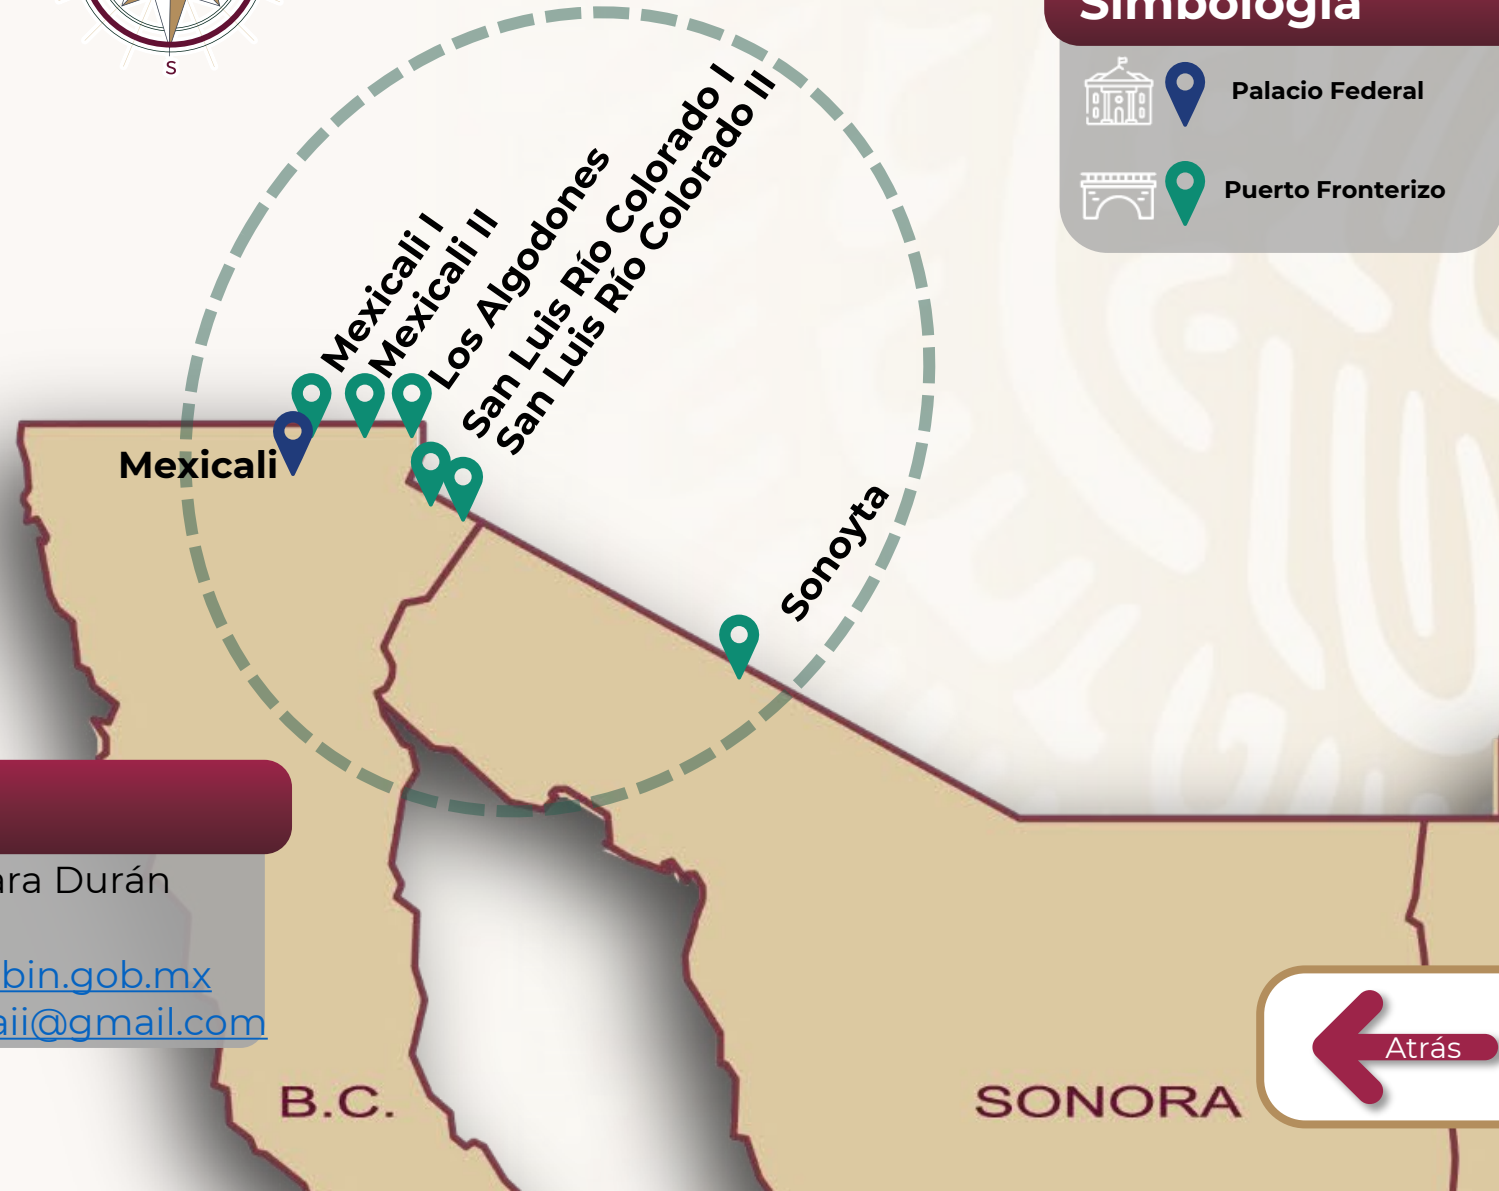 S
Simbología
Palacio Federal
Puerto Fronterizo
Mexicali I
Mexicali II
Los Algodones
San Luis Río Colorado I
San Luis Río Colorado II
Mexicali
Sonoyta
ara Durán
bin.gob.mx
aii@gmail.com
Atrás
B.C.
SONORA